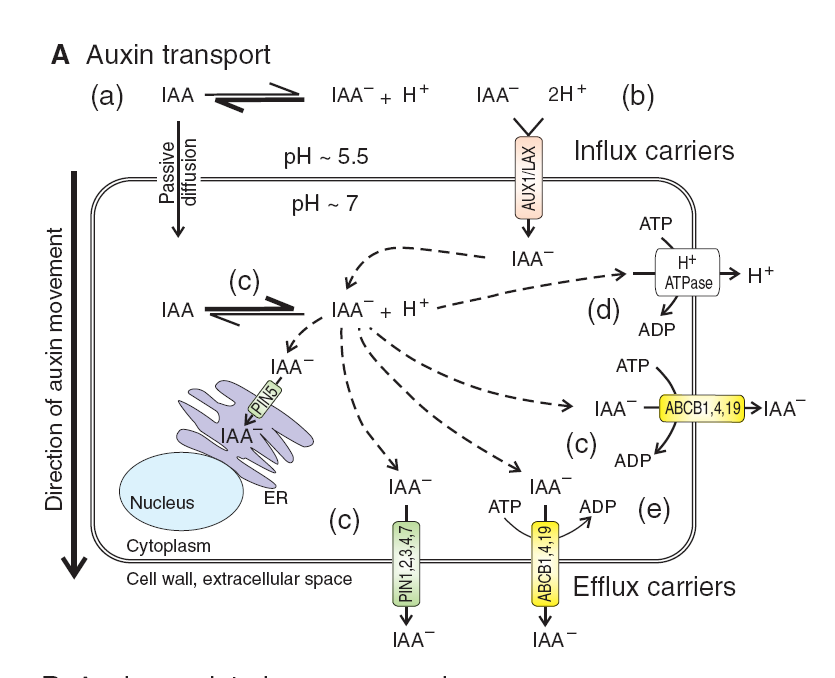 A Auxin transport
(a) IAA IAA⁻ + H⁺ IAA⁻ 2H⁺ (b)
Passive diffusion
pH ~ 5.5
AUX1/LAX
Influx carriers
pH ~ 7
ATP
IAA⁻
H⁺ ATPase
H⁺
(c)
IAA IAA⁻ + H⁺
(d)
ADP
Direction of auxin movement
IAA⁻
ATP
PIN5
IAA⁻
ABCB1,4,19
IAA⁻
IAA⁻
(c)
ADP
Nucleus
ER
IAA⁻
IAA⁻
ATP
ADP
(e)
(c)
Cytoplasm
PIN1,2,3,4,7
ABCB1,4,19
Cell wall, extracellular space
Efflux carriers
IAA⁻
IAA⁻